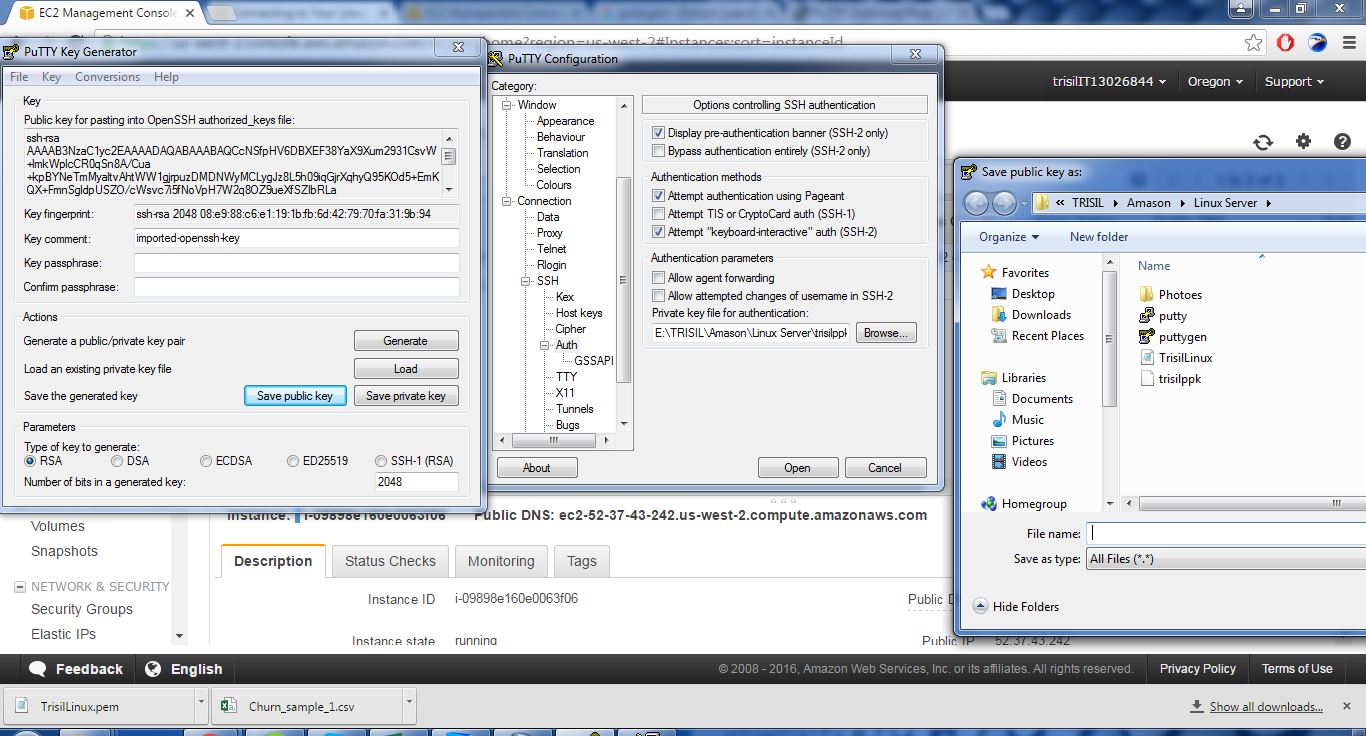 EC2 Management Console
us-west-2.console.aws.amazon.com
ome?region=us-west-2#Instances:sort=instanceId
trisilIT13026844
Oregon
Support
PuTTY Key Generator
File Key Conversions Help
Key
Public key for pasting into OpenSSH authorized_keys file:
ssh-rsa
AAAAB3NzaC1yc2EAAAADAQABAAABAQCcNSfpHV6DBXEF38YaX9Xum2931CsvW
Key fingerprint:
ssh-rsa 2048 08:e9:88:c6:e1:19:1b:fb:6d:42:79:70:fa:31:9b:94
Key comment:
imported-openssh-key
Key passphrase:
Confirm passphrase:
Actions
Generate a public/private key pair
Generate
Load an existing private key file
Load
Save the generated key
Save public key
Save private key
Parameters
Type of key to generate:
RSA DSA ECDSA ED25519 SSH-1 (RSA)
Number of bits in a generated key:
2048
PuTTY Configuration
Category:
Window
Appearance
Behaviour
Translation
Selection
Colours
Connection
Data
Proxy
Telnet
Rlogin
SSH
Kex
Host keys
Cipher
Auth
GSSAPI
TTY
X11
Tunnels
Bugs
Options controlling SSH authentication
Display pre-authentication banner (SSH-2 only)
Bypass authentication entirely (SSH-2 only)
Authentication methods
Attempt authentication using Pageant
Attempt TIS or CryptoCard auth (SSH-1)
Attempt "keyboard-interactive" auth (SSH-2)
Authentication parameters
Allow agent forwarding
Allow attempted changes of username in SSH-2
Private key file for authentication:
E:\TRISIL\Amason\Linux Server\trisilppk
Browse...
About
Open
Cancel
Save public key as:
« TRISIL Amason Linux Server
Organize
New folder
Favorites
Desktop
Downloads
Recent Places
Libraries
Documents
Music
Pictures
Videos
Homegroup
Name
Photoes
putty
puttygen
TrisilLinux
trisilppk
File name:
Save as type:
All Files (*.*)
Hide Folders
Volumes
Snapshots
NETWORK & SECURITY
Security Groups
Elastic IPs
Instance: i-09898e160e0063f06 Public DNS: ec2-52-37-43-242.us-west-2.compute.amazonaws.com
Description
Status Checks
Monitoring
Tags
Instance ID
i-09898e160e0063f06
Public D
Instance state
running
Public IP
52.37.43.242
Feedback
English
© 2008 - 2016, Amazon Web Services, Inc. or its affiliates. All rights reserved.
Privacy Policy
Terms of Use
TrisilLinux.pem
Churn_sample_1.csv
Show all downloads...